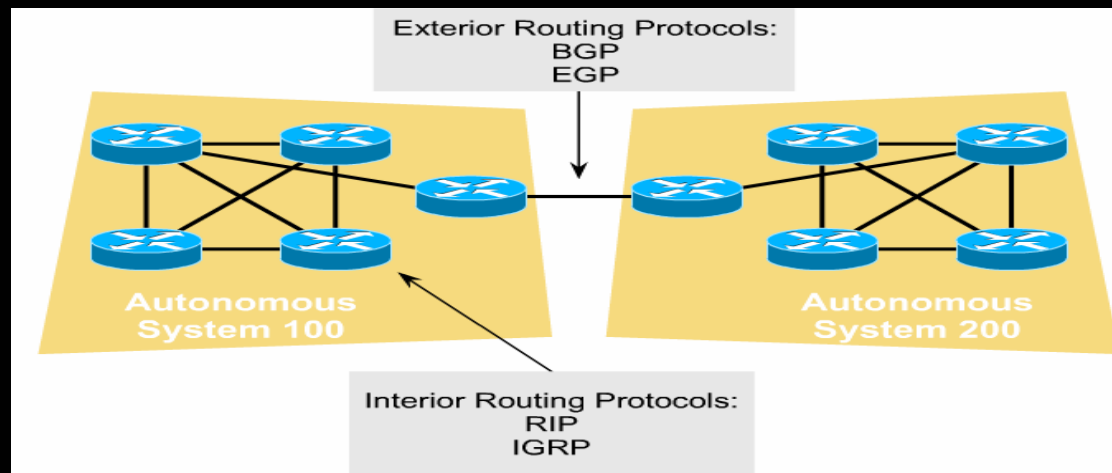 Exterior Routing Protocols:
BGP
EGP
Autonomous
System 100
Autonomous
System 200
Interior Routing Protocols:
RIP
IGRP